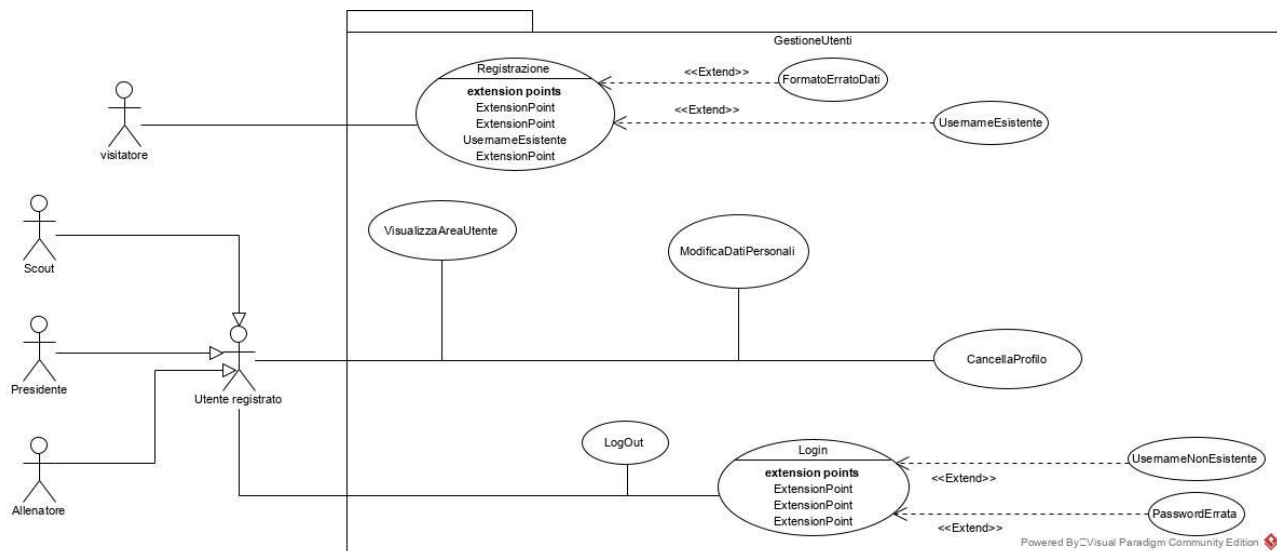 GestioneUtenti
Registrazione
extension points
ExtensionPoint
ExtensionPoint
UsernameEsistente
ExtensionPoint
<<Extend>>
FormatoErratoDati
<<Extend>>
UsernameEsistente
visitatore
Scout
VisualizzaAreaUtente
ModificaDatiPersonali
Presidente
Utente registrato
CancellaProfilo
Allenatore
LogOut
Login
extension points
ExtensionPoint
ExtensionPoint
ExtensionPoint
UsernameNonEsistente
<<Extend>>
PasswordErrata
<<Extend>>
Powered By Visual Paradigm Community Edition